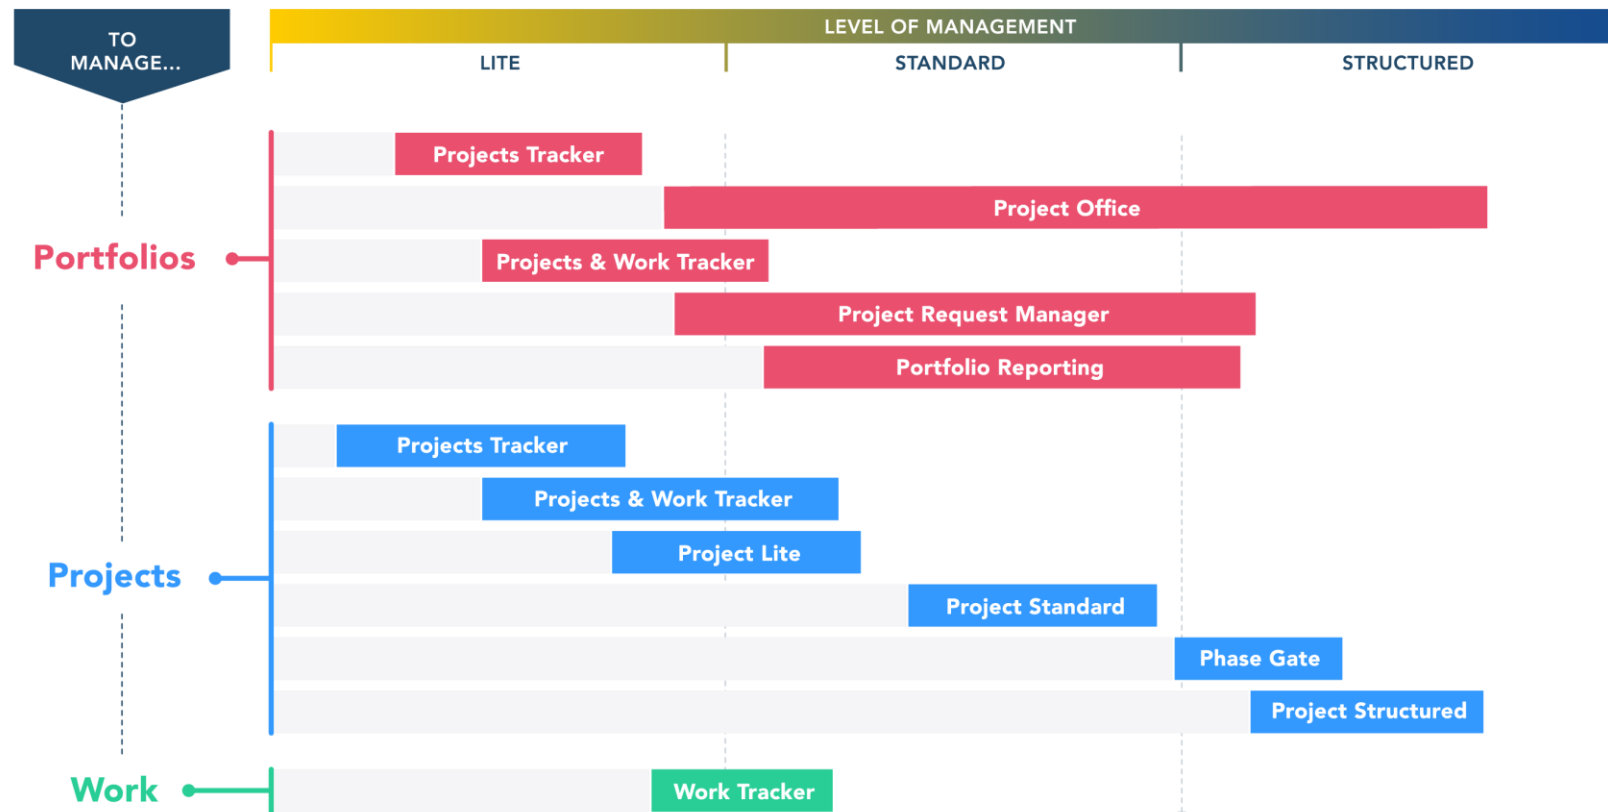 TO
MANAGE...
LEVEL OF MANAGEMENT
LITE
STANDARD
STRUCTURED
Portfolios
Projects Tracker
Project Office
Projects & Work Tracker
Project Request Manager
Portfolio Reporting
Projects
Projects Tracker
Projects & Work Tracker
Project Lite
Project Standard
Phase Gate
Project Structured
Work
Work Tracker